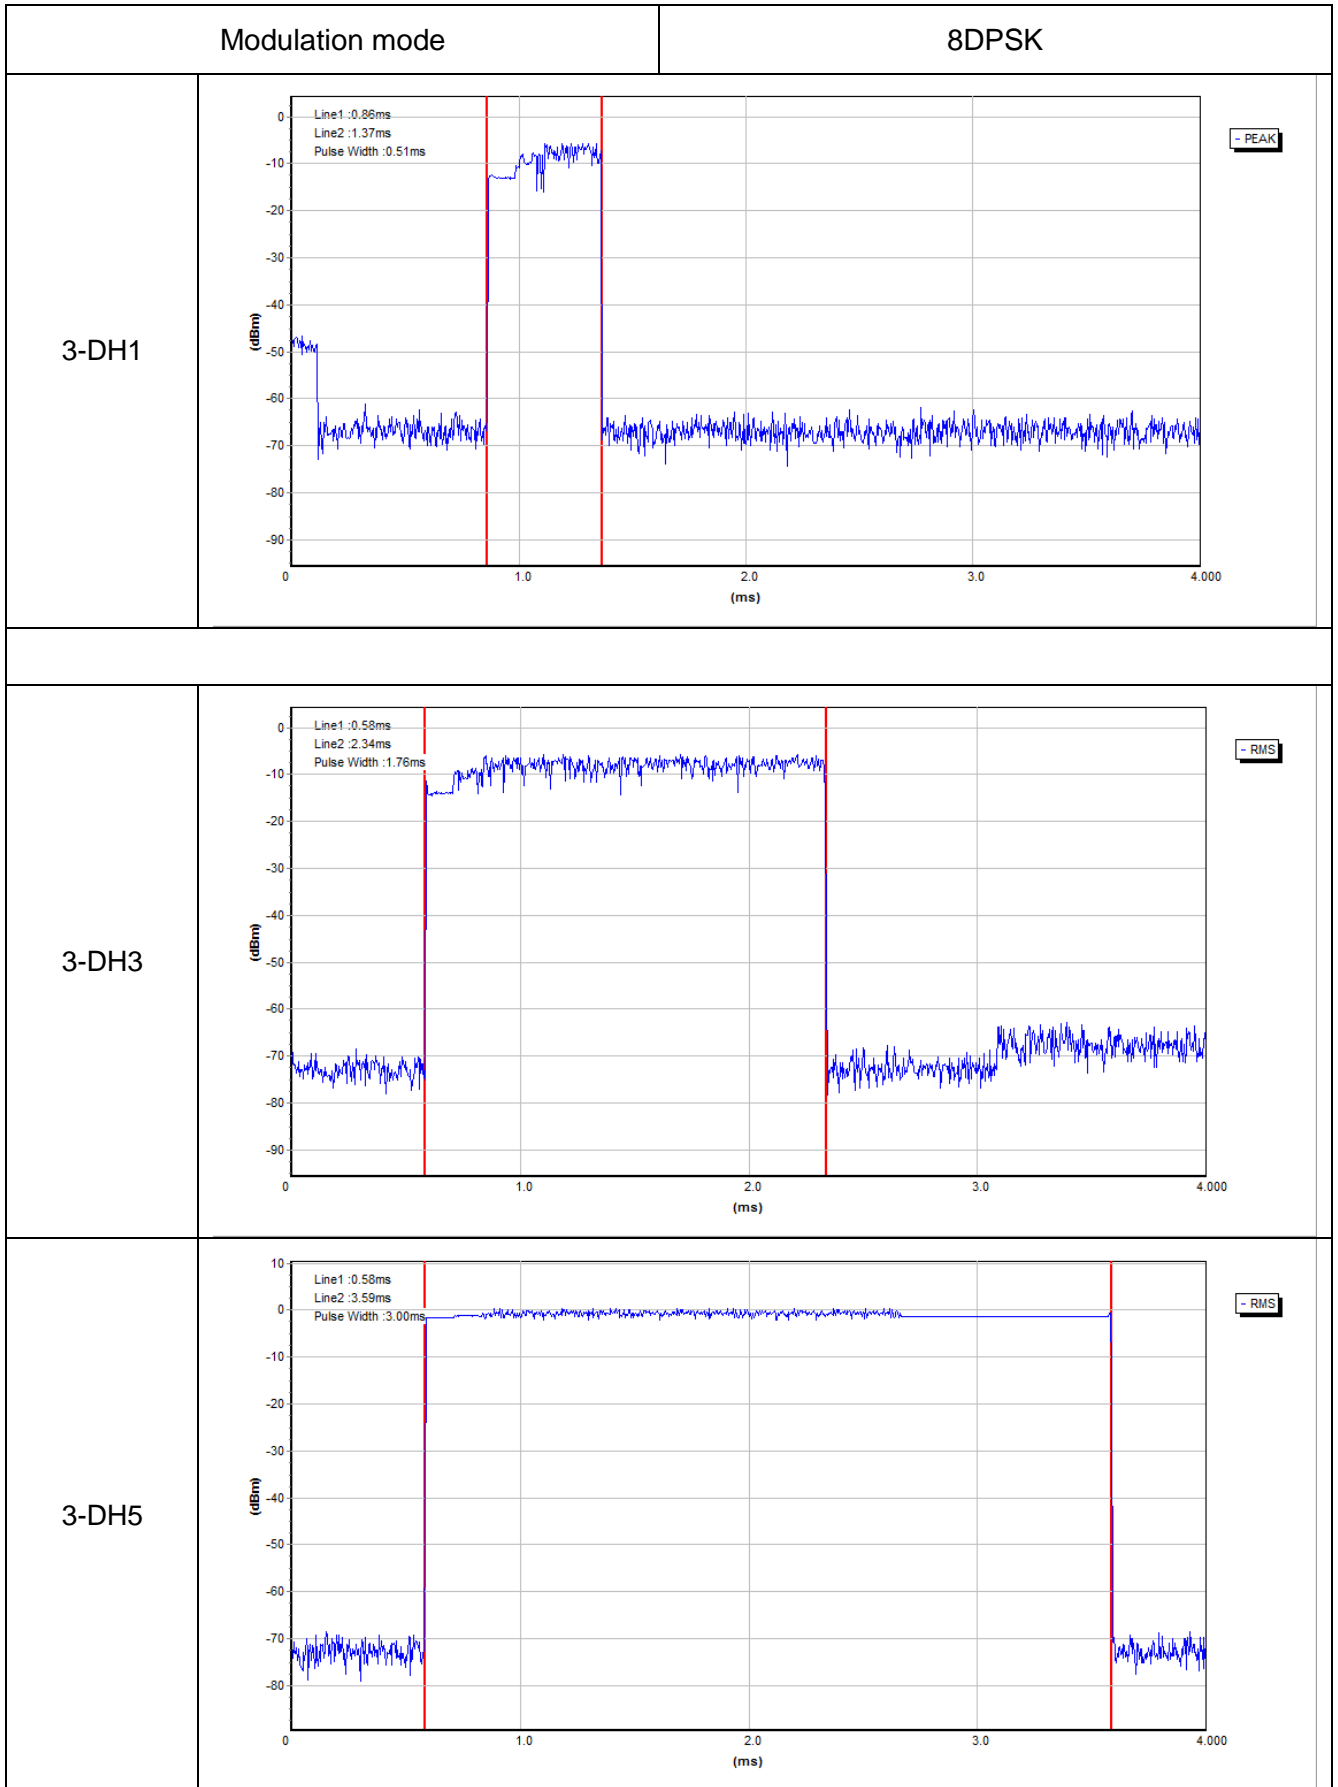 Modulation mode
8DPSK
3-DH1
Line1 :0.86ms
Line2 :1.37ms
Pulse Width :0.51ms
- PEAK
0
-10
-20
-30
-40
-50
-60
-70
-80
-90
(dBm)
0 1.0 2.0 3.0 4.000
(ms)
3-DH3
Line1 :0.58ms
Line2 :2.34ms
Pulse Width :1.76ms
- RMS
0
-10
-20
-30
-40
-50
-60
-70
-80
-90
(dBm)
0 1.0 2.0 3.0 4.000
(ms)
3-DH5
Line1 :0.58ms
Line2 :3.59ms
Pulse Width :3.00ms
- RMS
10
0
-10
-20
-30
-40
-50
-60
-70
-80
(dBm)
0 1.0 2.0 3.0 4.000
(ms)